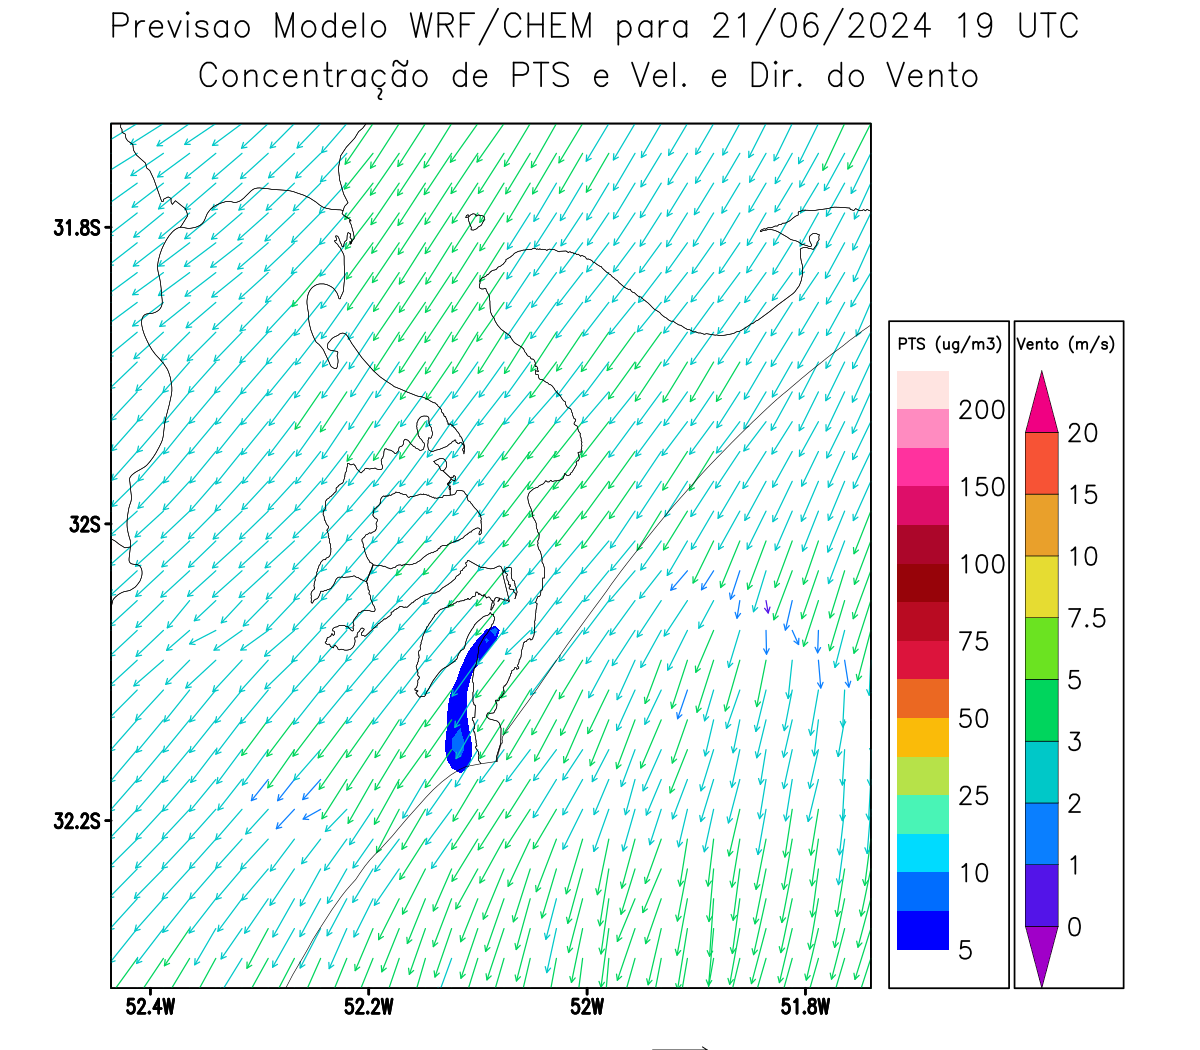 Previsao Modelo WRF/CHEM para 21/06/2024 19 UTC
Concentração de PTS e Vel. e Dir. do Vento
31.8S
32S
32.2S
52.4W
52.2W
52W
51.8W
PTS (ug/m3)
200
150
100
75
50
25
10
5
Vento (m/s)
20
15
10
7.5
5
3
2
1
0